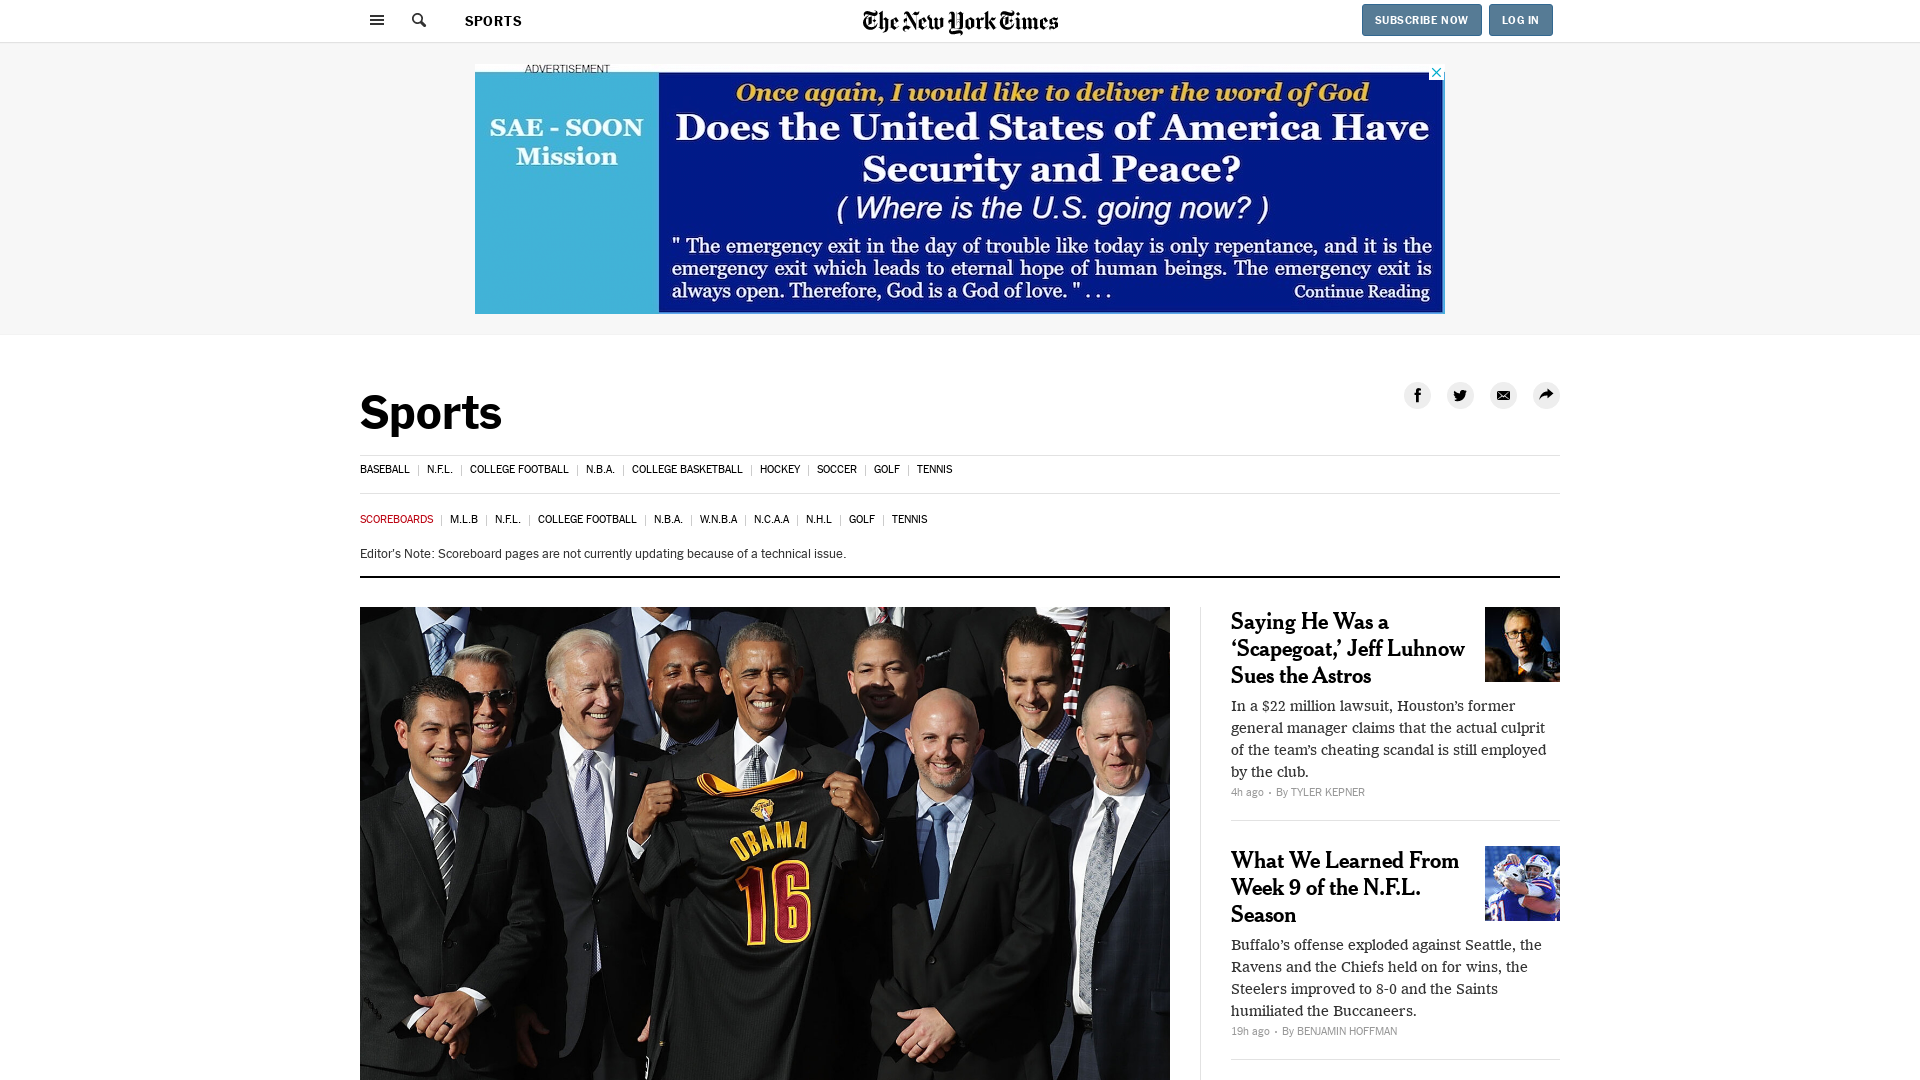 SPORTS
The New York Times
SUBSCRIBE NOW
LOG IN
ADVERTISEMENT
SAE - SOON
Mission
Once again, I would like to deliver the word of God
Does the United States of America Have
Security and Peace?
( Where is the U.S. going now? )
" The emergency exit in the day of trouble like today is only repentance, and it is the
emergency exit which leads to eternal hope of human beings. The emergency exit is
always open. Therefore, God is a God of love. " . . .
Continue Reading
Sports
BASEBALL | N.F.L. | COLLEGE FOOTBALL | N.B.A. | COLLEGE BASKETBALL | HOCKEY | SOCCER | GOLF | TENNIS
SCOREBOARDS | M.L.B | N.F.L. | COLLEGE FOOTBALL | N.B.A. | W.N.B.A | N.C.A.A | N.H.L | GOLF | TENNIS
Editor's Note: Scoreboard pages are not currently updating because of a technical issue.
OBAMA
16
Saying He Was a
‘Scapegoat,’ Jeff Luhnow
Sues the Astros
In a $22 million lawsuit, Houston’s former
general manager claims that the actual culprit
of the team’s cheating scandal is still employed
by the club.
4h ago • By TYLER KEPNER
What We Learned From
Week 9 of the N.F.L.
Season
Buffalo’s offense exploded against Seattle, the
Ravens and the Chiefs held on for wins, the
Steelers improved to 8-0 and the Saints
humiliated the Buccaneers.
19h ago • By BENJAMIN HOFFMAN